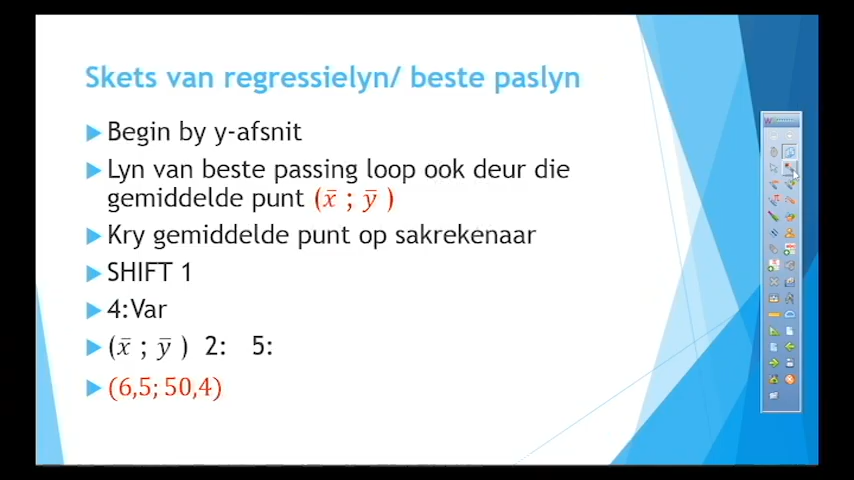 Skets van regressielyn/ beste paslyn
Begin by y-afsnit
Lyn van beste passing loop ook deur die
gemiddelde punt (x̄ ; ȳ )
Kry gemiddelde punt op sakrekenaar
SHIFT 1
4:Var
(x̄ ; ȳ ) 2: 5:
(6,5; 50,4)